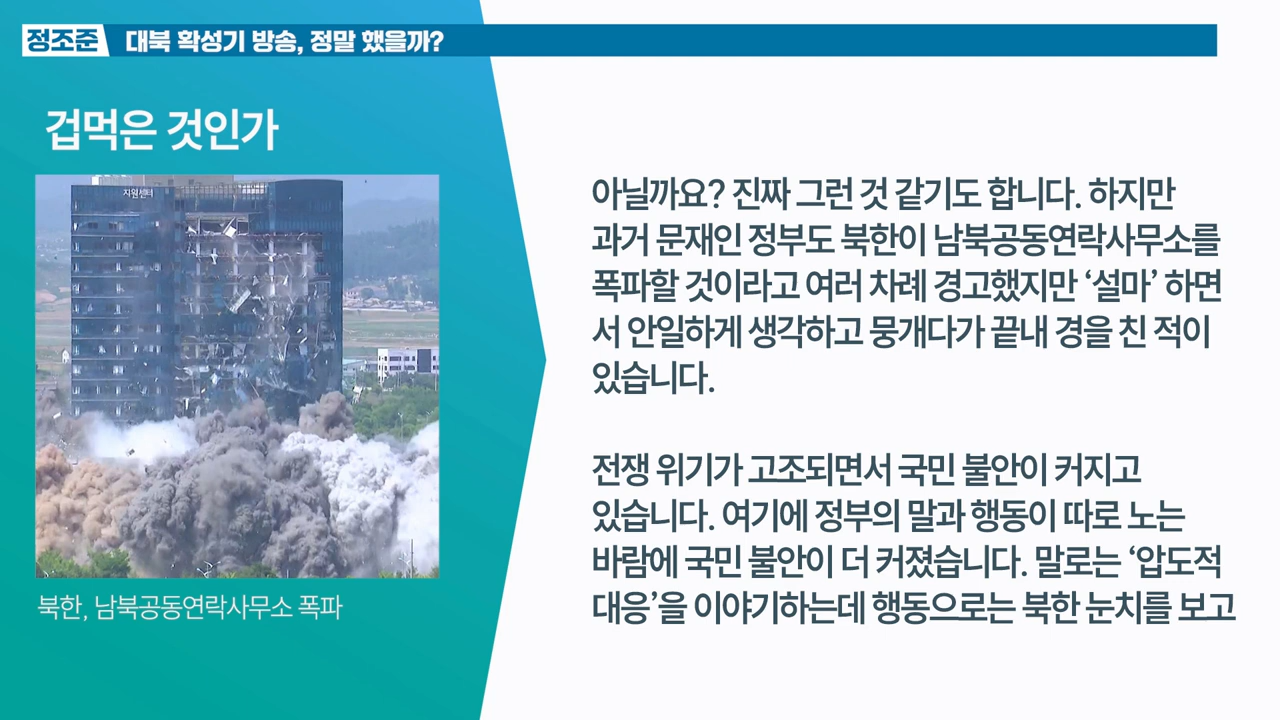 정조준 대북 확성기 방송, 정말 했을까?
겁먹은 것인가
지원센터
북한, 남북공동연락사무소 폭파
아닐까요? 진짜 그런 것 같기도 합니다. 하지만
과거 문재인 정부도 북한이 남북공동연락사무소를
폭파할 것이라고 여러 차례 경고했지만 ‘설마’ 하면
서 안일하게 생각하고 뭉개다가 끝내 경을 친 적이
있습니다.
전쟁 위기가 고조되면서 국민 불안이 커지고
있습니다. 여기에 정부의 말과 행동이 따로 노는
바람에 국민 불안이 더 커졌습니다. 말로는 ‘압도적
대응’을 이야기하는데 행동으로는 북한 눈치를 보고